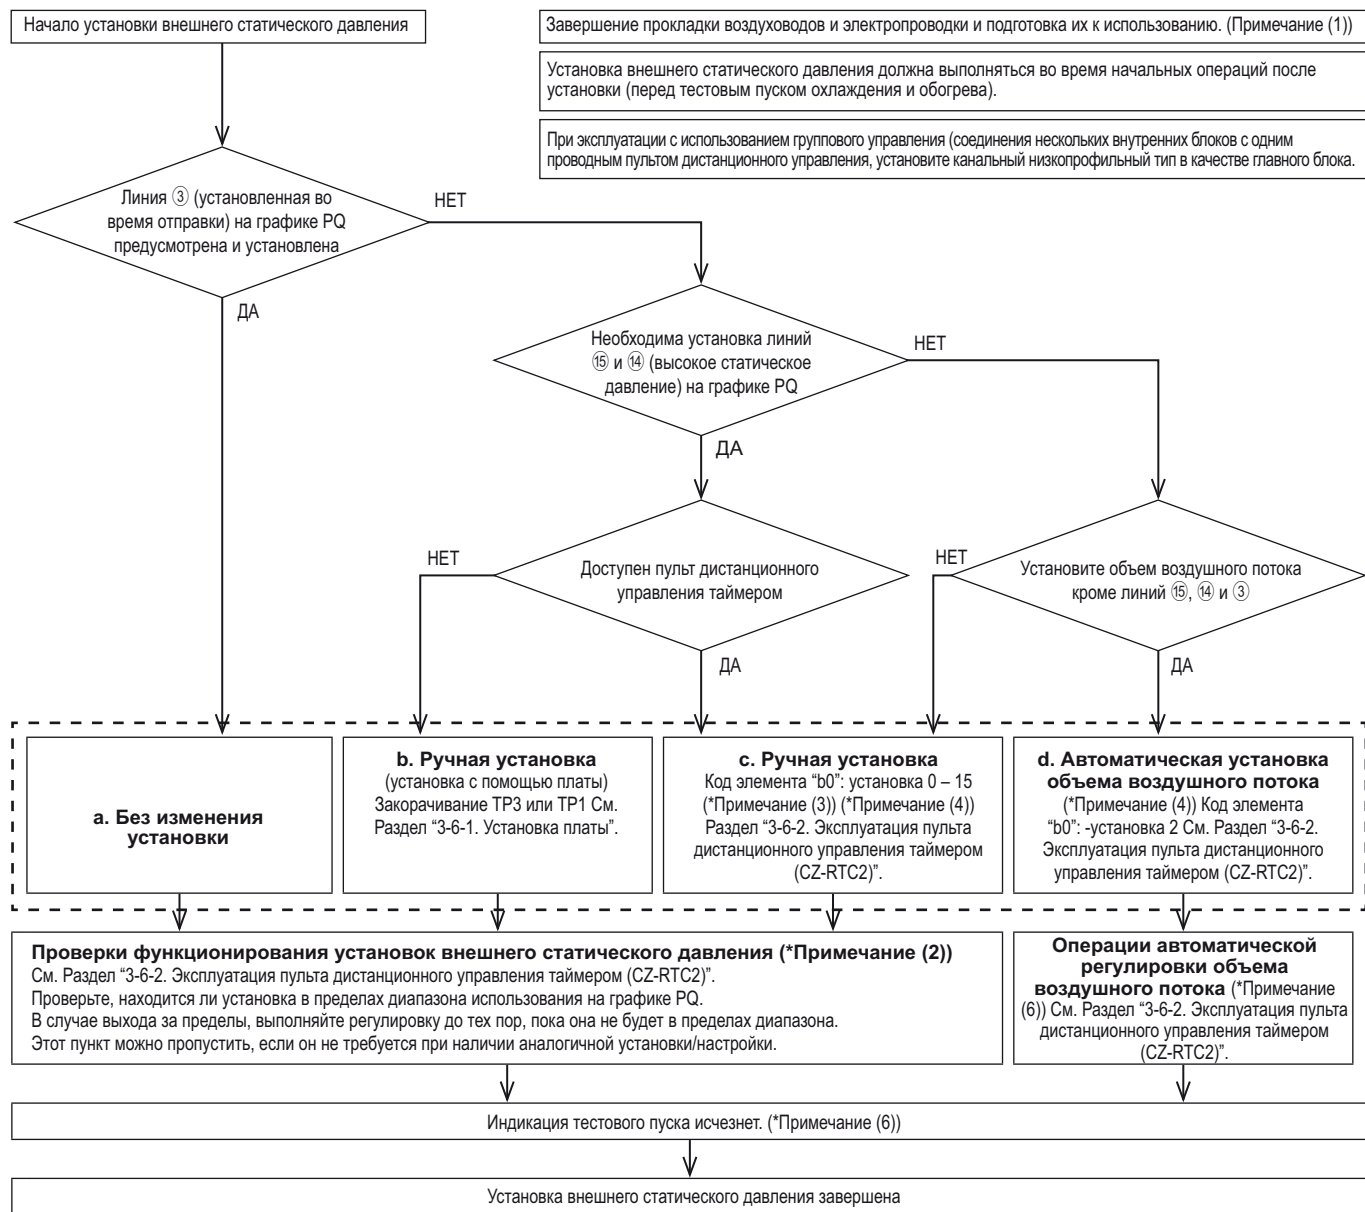 Начало установки внешнего статического давления
Завершение прокладки воздуховодов и электропроводки и подготовка их к использованию. (Примечание (1))
Установка внешнего статического давления должна выполняться во время начальных операций после
установки (перед тестовым пуском охлаждения и обогрева).
При эксплуатации с использованием группового управления (соединения нескольких внутренних блоков с одним
проводным пультом дистанционного управления, установите канальный низкопрофильный тип в качестве главного блока.
Линия ③ (установленная во
время отправки) на графике PQ
предусмотрена и установлена
НЕТ
ДА
Необходима установка линий
⑮ и ⑭ (высокое статическое
давление) на графике PQ
НЕТ
ДА
НЕТ
Доступен пульт дистанционного
управления таймером
ДА
НЕТ
Установите объем воздушного потока
кроме линий ⑮, ⑭ и ③
ДА
a. Без изменения
установки
b. Ручная установка
(установка с помощью платы)
Закорачивание TP3 или TP1 См.
Раздел “3-6-1. Установка платы”.
c. Ручная установка
Код элемента “b0”: установка 0 – 15
(*Примечание (3)) (*Примечание (4))
Раздел “3-6-2. Эксплуатация пульта
дистанционного управления таймером
(CZ-RTC2)”.
d. Автоматическая установка
объема воздушного потока
(*Примечание (4)) Код элемента
“b0”: -установка 2 См. Раздел “3-6-2.
Эксплуатация пульта дистанционного
управления таймером (CZ-RTC2)”.
Проверки функционирования установок внешнего статического давления (*Примечание (2))
См. Раздел “3-6-2. Эксплуатация пульта дистанционного управления таймером (CZ-RTC2)”.
Проверьте, находится ли установка в пределах диапазона использования на графике PQ.
В случае выхода за пределы, выполняйте регулировку до тех пор, пока она не будет в пределах диапазона.
Этот пункт можно пропустить, если он не требуется при наличии аналогичной установки/настройки.
Операции автоматической
регулировки объема
воздушного потока (*Примечание
(6)) См. Раздел “3-6-2. Эксплуатация пульта
дистанционного управления таймером
(CZ-RTC2)”.
Индикация тестового пуска исчезнет. (*Примечание (6))
Установка внешнего статического давления завершена